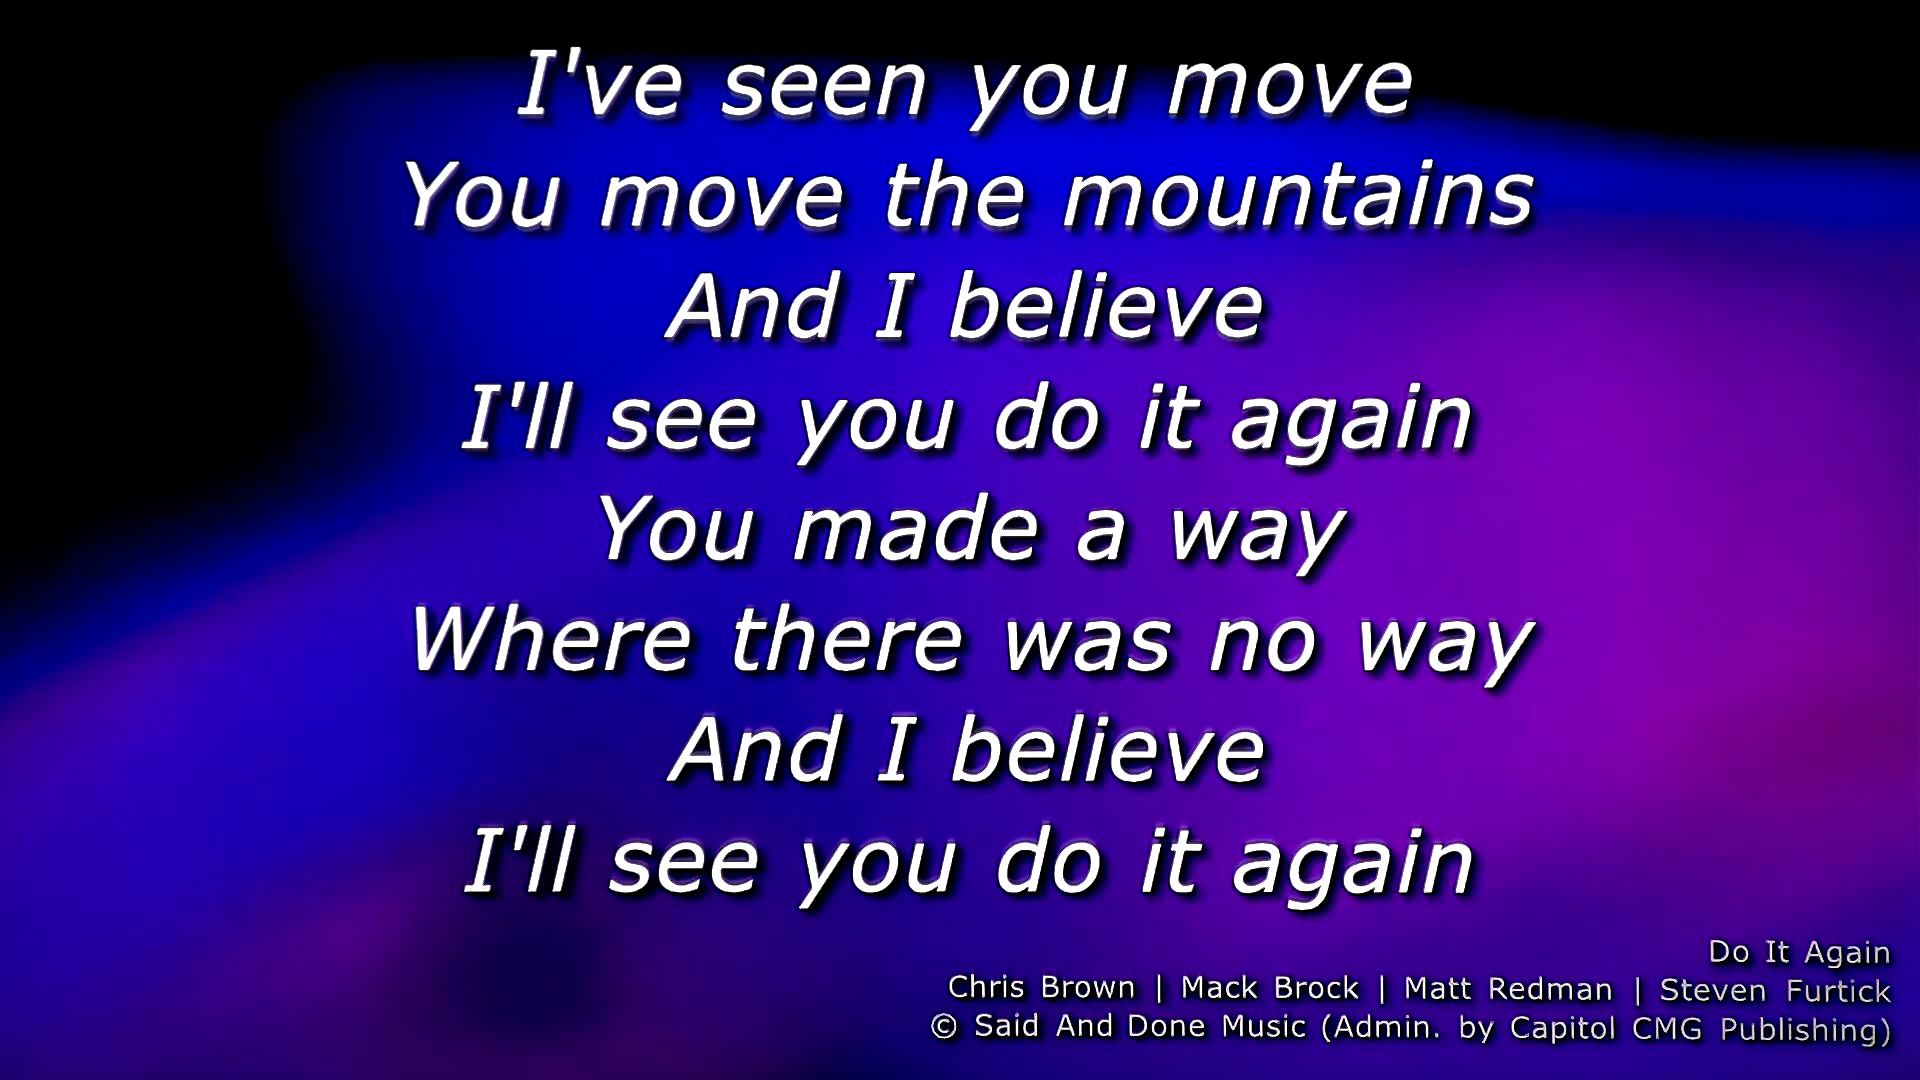 I've seen you move
You move the mountains
And I believe
I'll see you do it again
You made a way
Where there was no way
And I believe
I'll see you do it again
Do It Again
Chris Brown | Mack Brock | Matt Redman | Steven Furtick
© Said And Done Music (Admin. by Capitol CMG Publishing)